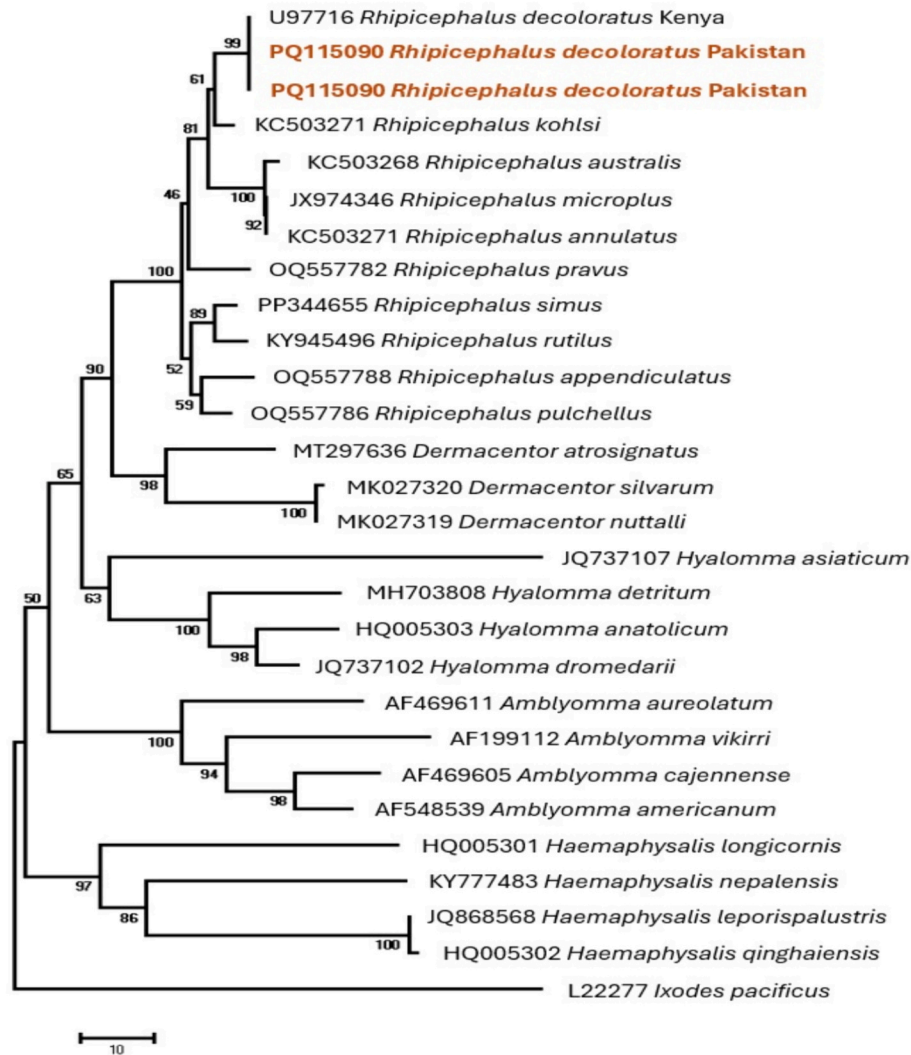 U97716 Rhipicephalus decoloratus Kenya
99
PQ115090 Rhipicephalus decoloratus Pakistan
61
PQ115090 Rhipicephalus decoloratus Pakistan
KC503271 Rhipicephalus kohlsi
81
KC503268 Rhipicephalus australis
46
100
JX974346 Rhipicephalus microplus
92
KC503271 Rhipicephalus annulatus
100
OQ557782 Rhipicephalus pravus
PP344655 Rhipicephalus simus
89
KY945496 Rhipicephalus rutilus
90
52
OQ557788 Rhipicephalus appendiculatus
59
OQ557786 Rhipicephalus pulchellus
MT297636 Dermacentor atrosignatus
65
98
MK027320 Dermacentor silvarum
100
MK027319 Dermacentor nuttalli
JQ737107 Hyalomma asiaticum
50
63
MH703808 Hyalomma detritum
100
HQ005303 Hyalomma anatolicum
98
JQ737102 Hyalomma dromedarii
AF469611 Amblyomma aureolatum
100
AF199112 Amblyomma vikirri
94
AF469605 Amblyomma cajennense
98
AF548539 Amblyomma americanum
HQ005301 Haemaphysalis longicornis
97
KY777483 Haemaphysalis nepalensis
86
JQ868568 Haemaphysalis leporispalustris
100
HQ005302 Haemaphysalis qinghaiensis
L22277 Ixodes pacificus
10